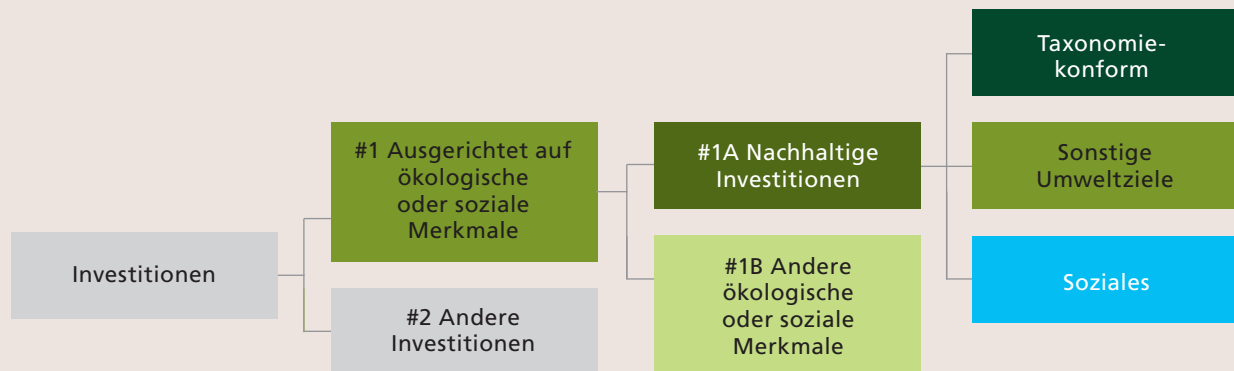 Investitionen
#1 Ausgerichtet auf
ökologische
oder soziale
Merkmale
#2 Andere
Investitionen
#1A Nachhaltige
Investitionen
#1B Andere
ökologische
oder soziale
Merkmale
Taxonomie-
konform
Sonstige
Umweltziele
Soziales